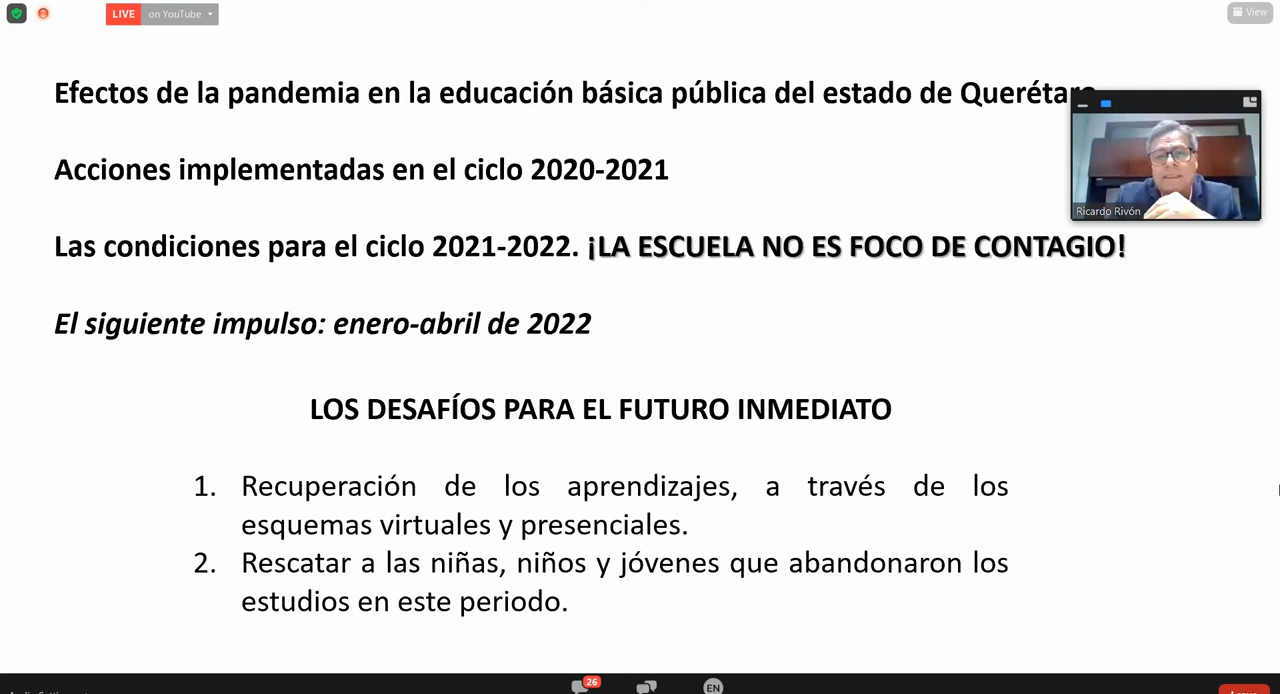 LIVE on YouTube
View
Efectos de la pandemia en la educación básica pública del estado de Querétaro
Ricardo Rivón
Acciones implementadas en el ciclo 2020-2021
Las condiciones para el ciclo 2021-2022. ¡LA ESCUELA NO ES FOCO DE CONTAGIO!
El siguiente impulso: enero-abril de 2022
LOS DESAFÍOS PARA EL FUTURO INMEDIATO
1. Recuperación de los aprendizajes, a través de los
esquemas virtuales y presenciales.
2. Rescatar a las niñas, niños y jóvenes que abandonaron los
estudios en este periodo.
26
EN